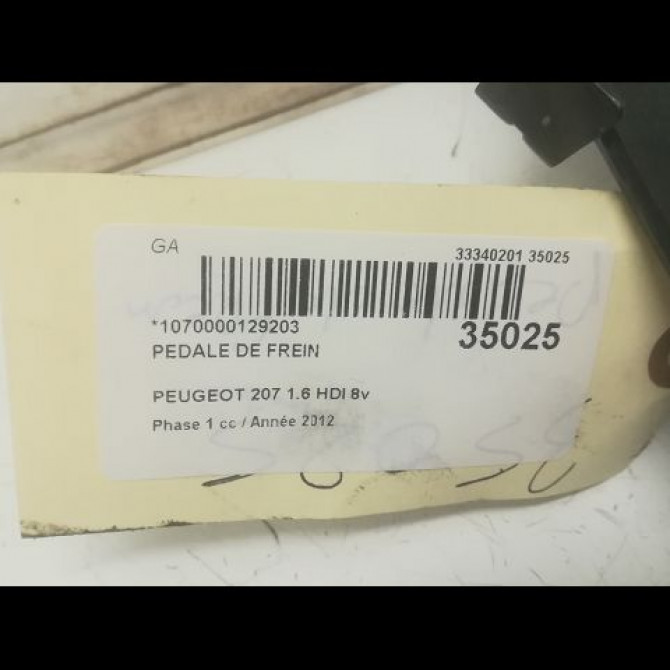 GA
33340201 35025
*1070000129203
35025
PEDALE DE FREIN
PEUGEOT 207 1.6 HDI 8v
Phase 1 cc / Année 2012